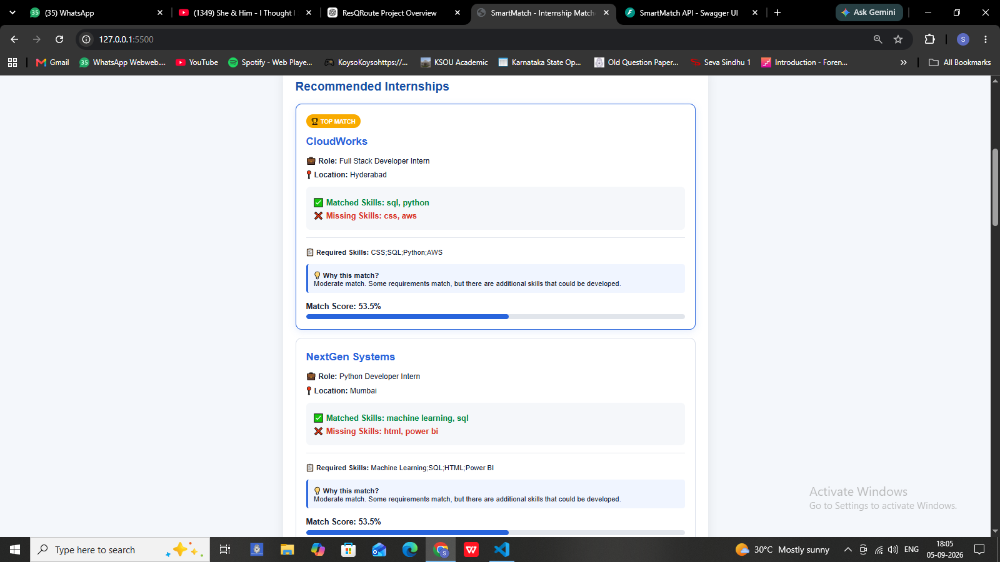 (35) WhatsApp
(1349) She & Him - I Thought I
ResQRoute Project Overview
SmartMatch - Internship Match
SmartMatch API - Swagger UI
Ask Gemini
127.0.0.1:5500
S
Gmail
WhatsApp Webweb....
YouTube
Spotify - Web Playe...
KoysoKoysohttps://...
KSOU Academic
Karnataka State Op...
Old Question Paper...
Seva Sindhu 1
Introduction - Foren...
All Bookmarks
Recommended Internships
TOP MATCH
CloudWorks
Role: Full Stack Developer Intern
Location: Hyderabad
Matched Skills: sql, python
Missing Skills: css, aws
Required Skills: CSS;SQL;Python;AWS
Why this match?
Moderate match. Some requirements match, but there are additional skills that could be developed.
Match Score: 53.5%
NextGen Systems
Role: Python Developer Intern
Location: Mumbai
Matched Skills: machine learning, sql
Missing Skills: html, power bi
Required Skills: Machine Learning;SQL;HTML;Power BI
Why this match?
Moderate match. Some requirements match, but there are additional skills that could be developed.
Match Score: 53.5%
Activate Windows
Go to Settings to activate Windows.
Type here to search
30°C Mostly sunny
ENG
18:05
05-09-2026